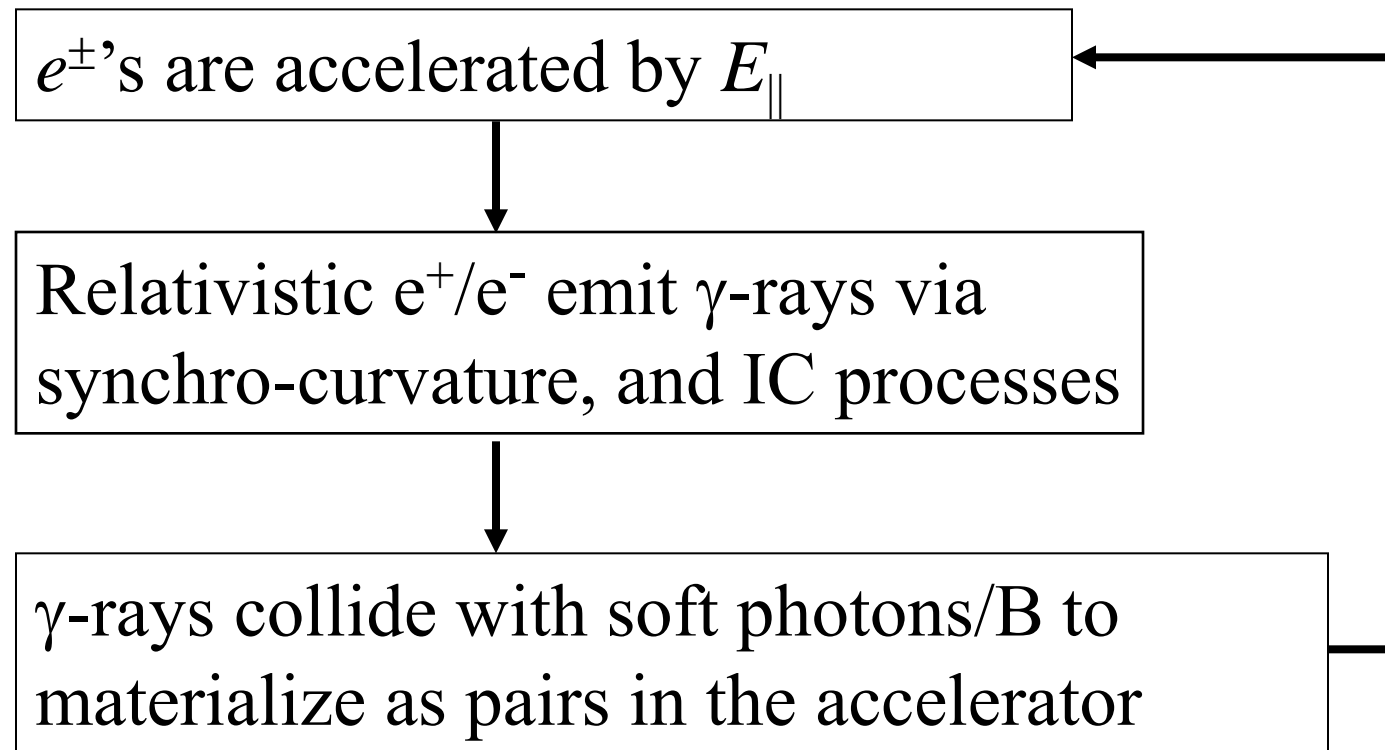 e±’s are accelerated by E||
Relativistic e+/e- emit γ-rays via
synchro-curvature, and IC processes
γ-rays collide with soft photons/B to
materialize as pairs in the accelerator